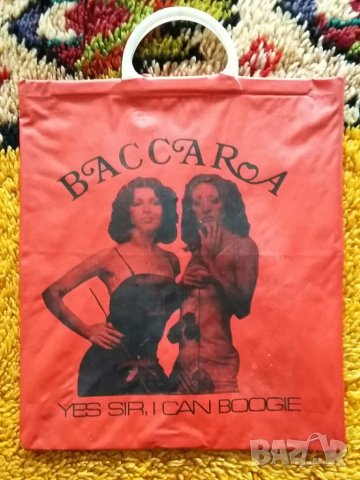 BACCARA
YES SIR, I CAN BOOGIE
BAZAR